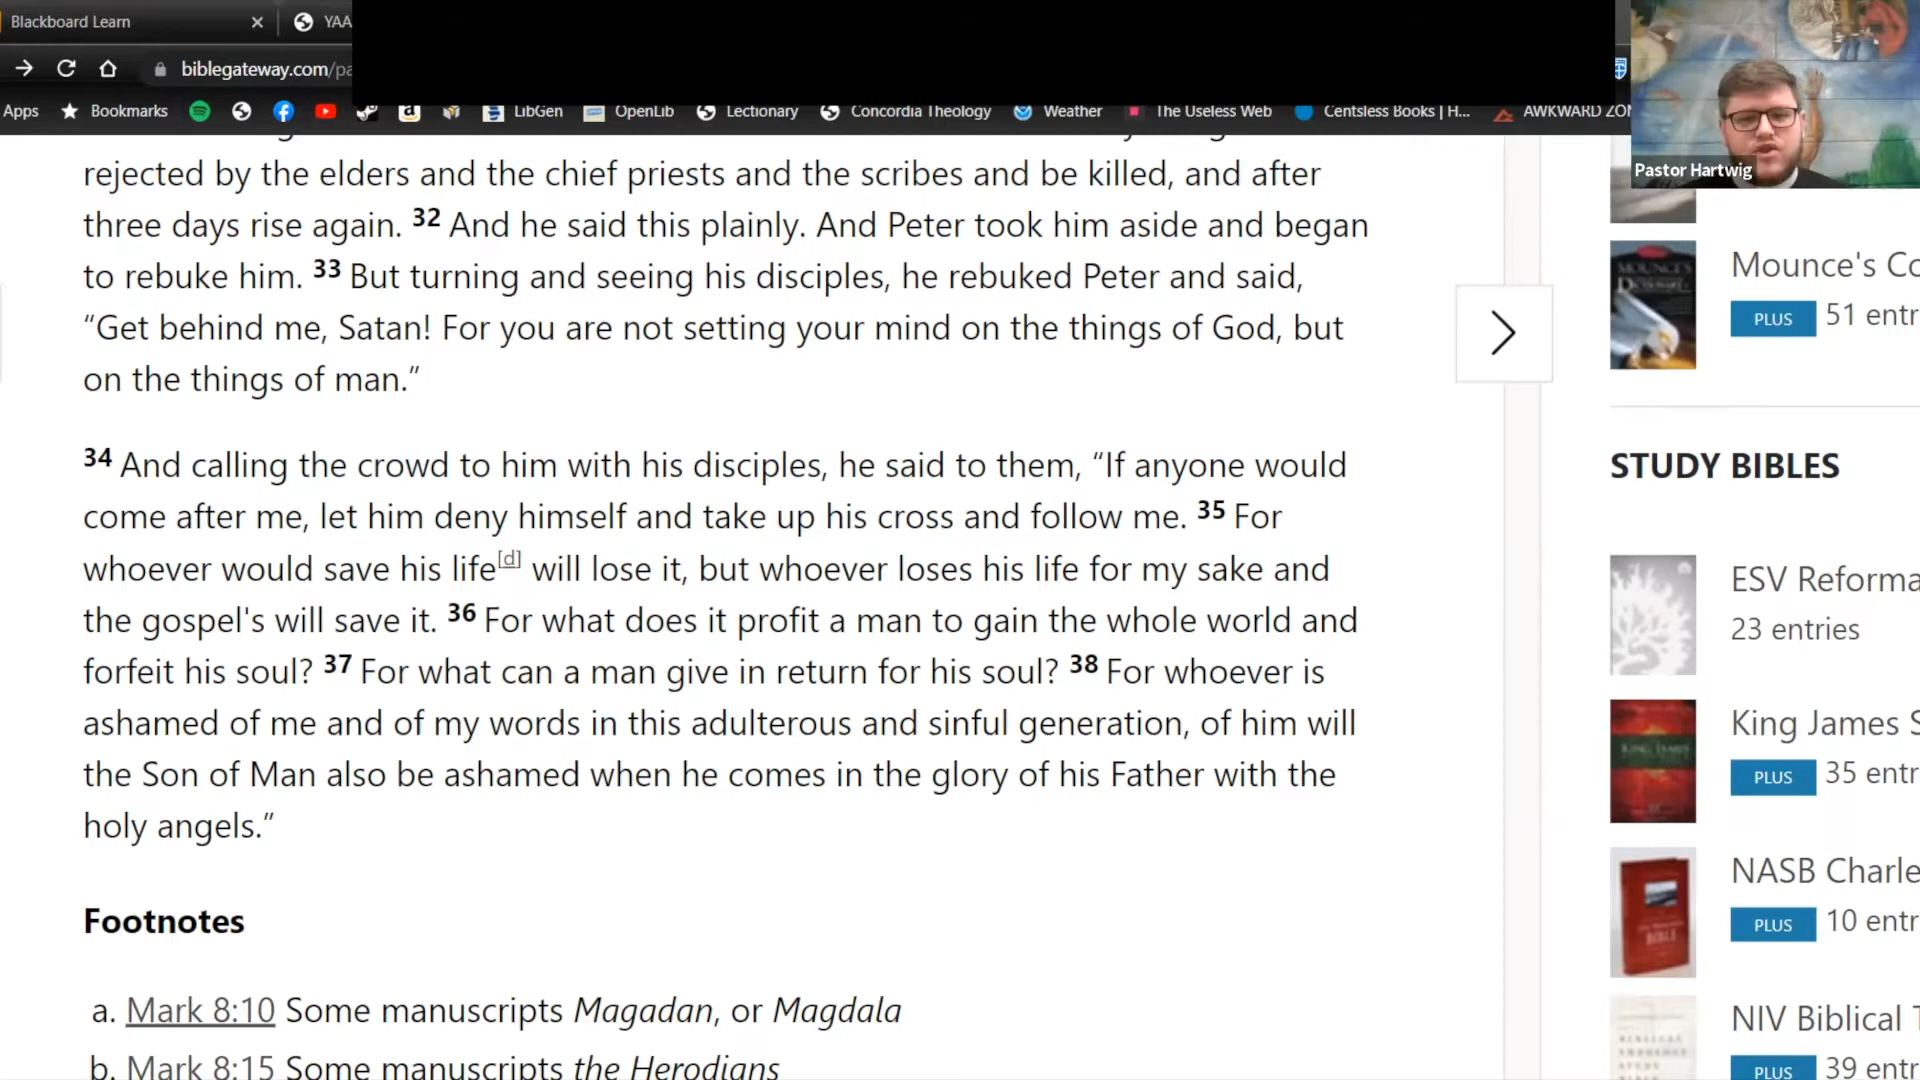 Blackboard Learn
YAA
biblegateway.com/pa
Apps Bookmarks LibGen OpenLib Lectionary Concordia Theology Weather The Useless Web Centsless Books | H... AWKWARD ZON
Pastor Hartwig
rejected by the elders and the chief priests and the scribes and be killed, and after
three days rise again. 32 And he said this plainly. And Peter took him aside and began
to rebuke him. 33 But turning and seeing his disciples, he rebuked Peter and said,
“Get behind me, Satan! For you are not setting your mind on the things of God, but
on the things of man.”
34 And calling the crowd to him with his disciples, he said to them, “If anyone would
come after me, let him deny himself and take up his cross and follow me. 35 For
whoever would save his life[d] will lose it, but whoever loses his life for my sake and
the gospel's will save it. 36 For what does it profit a man to gain the whole world and
forfeit his soul? 37 For what can a man give in return for his soul? 38 For whoever is
ashamed of me and of my words in this adulterous and sinful generation, of him will
the Son of Man also be ashamed when he comes in the glory of his Father with the
holy angels.”
Footnotes
a. Mark 8:10 Some manuscripts Magadan, or Magdala
b. Mark 8:15 Some manuscripts the Herodians
MOUNCE'S
Mounce's Co
PLUS 51 entr
STUDY BIBLES
ESV Reforma
23 entries
KING JAMES
King James S
PLUS 35 entr
BIBLE
NASB Charle
PLUS 10 entr
NIV Biblical T
PLUS 39 entr